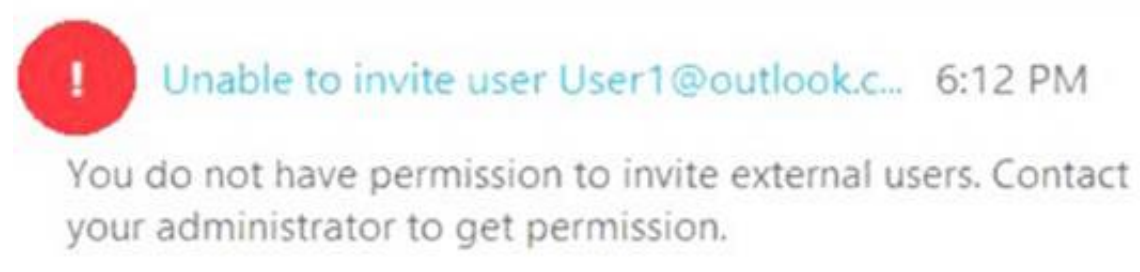 !
Unable to invite user User1@outlook.c... 6:12 PM
You do not have permission to invite external users. Contact
your administrator to get permission.